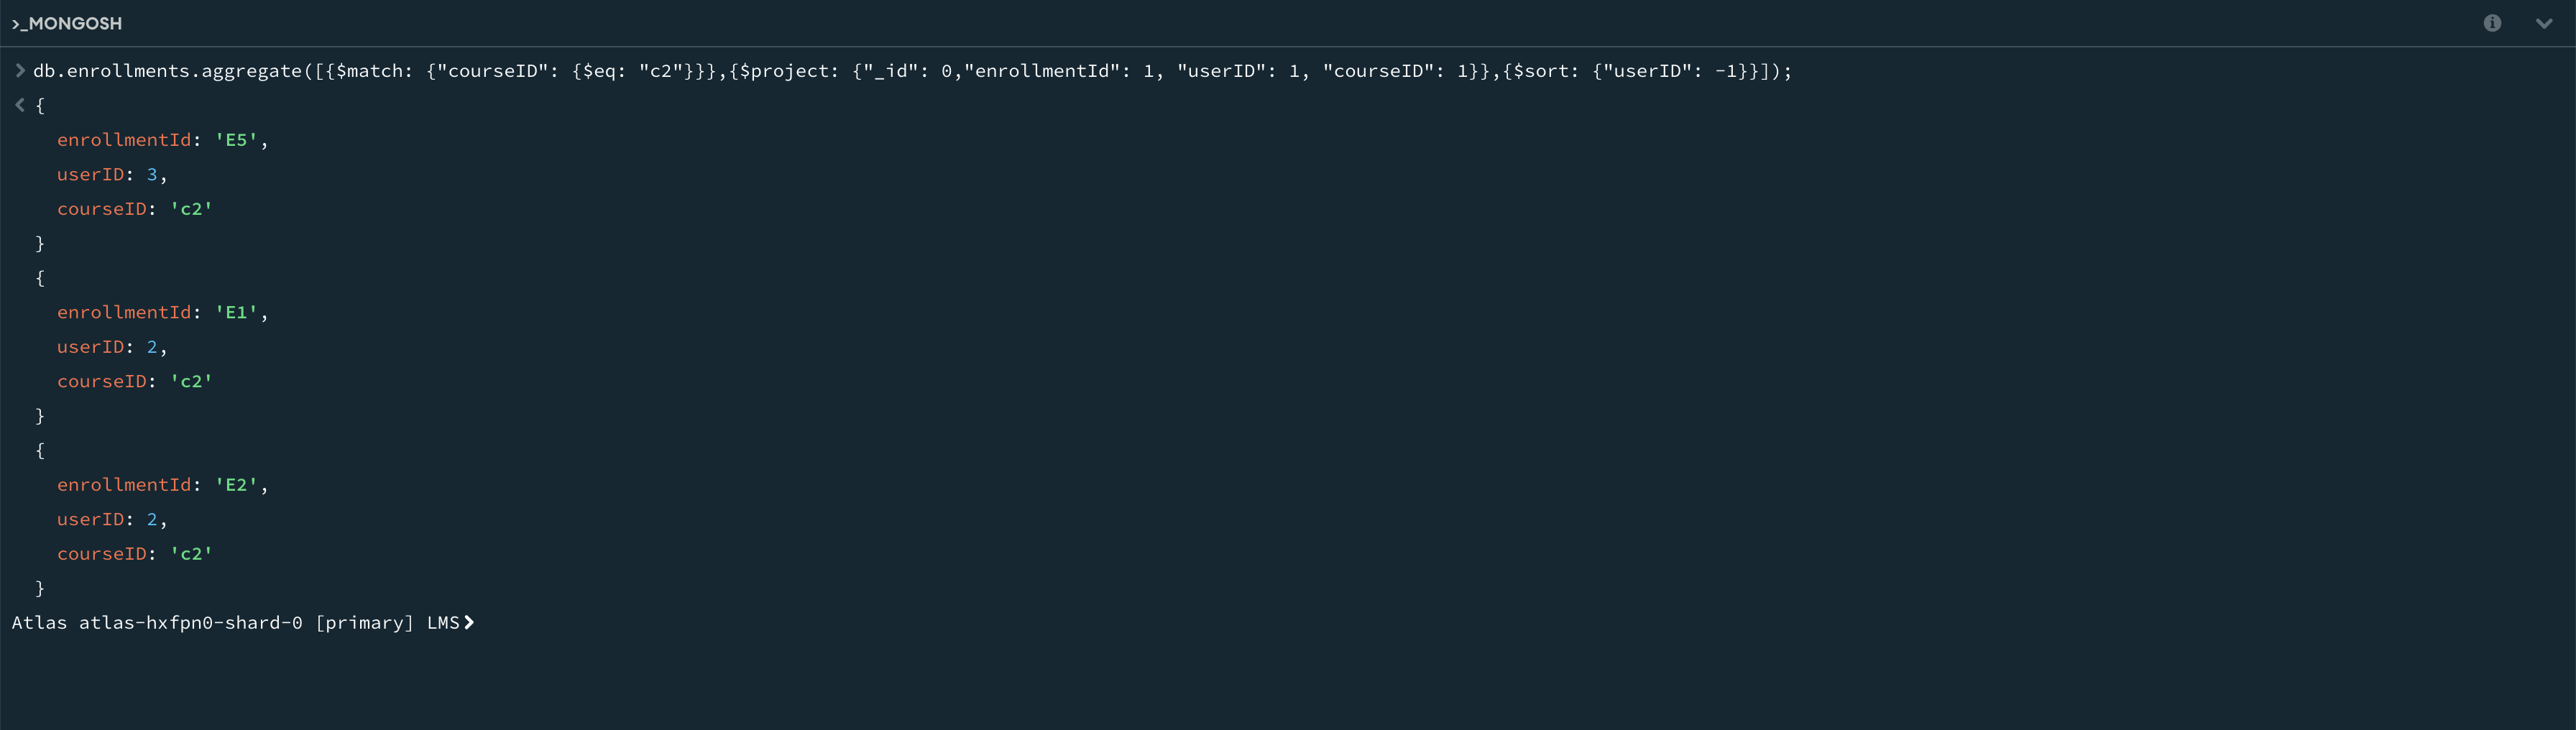 >_MONGOSH
> db.enrollments.aggregate([{$match: {"courseID": {$eq: "c2"}}},{$project: {"_id": 0,"enrollmentId": 1, "userID": 1, "courseID": 1}},{$sort: {"userID": -1}}]);
< {
enrollmentId: 'E5',
userID: 3,
courseID: 'c2'
}
{
enrollmentId: 'E1',
userID: 2,
courseID: 'c2'
}
{
enrollmentId: 'E2',
userID: 2,
courseID: 'c2'
}
Atlas atlas-hxfpn0-shard-0 [primary] LMS>